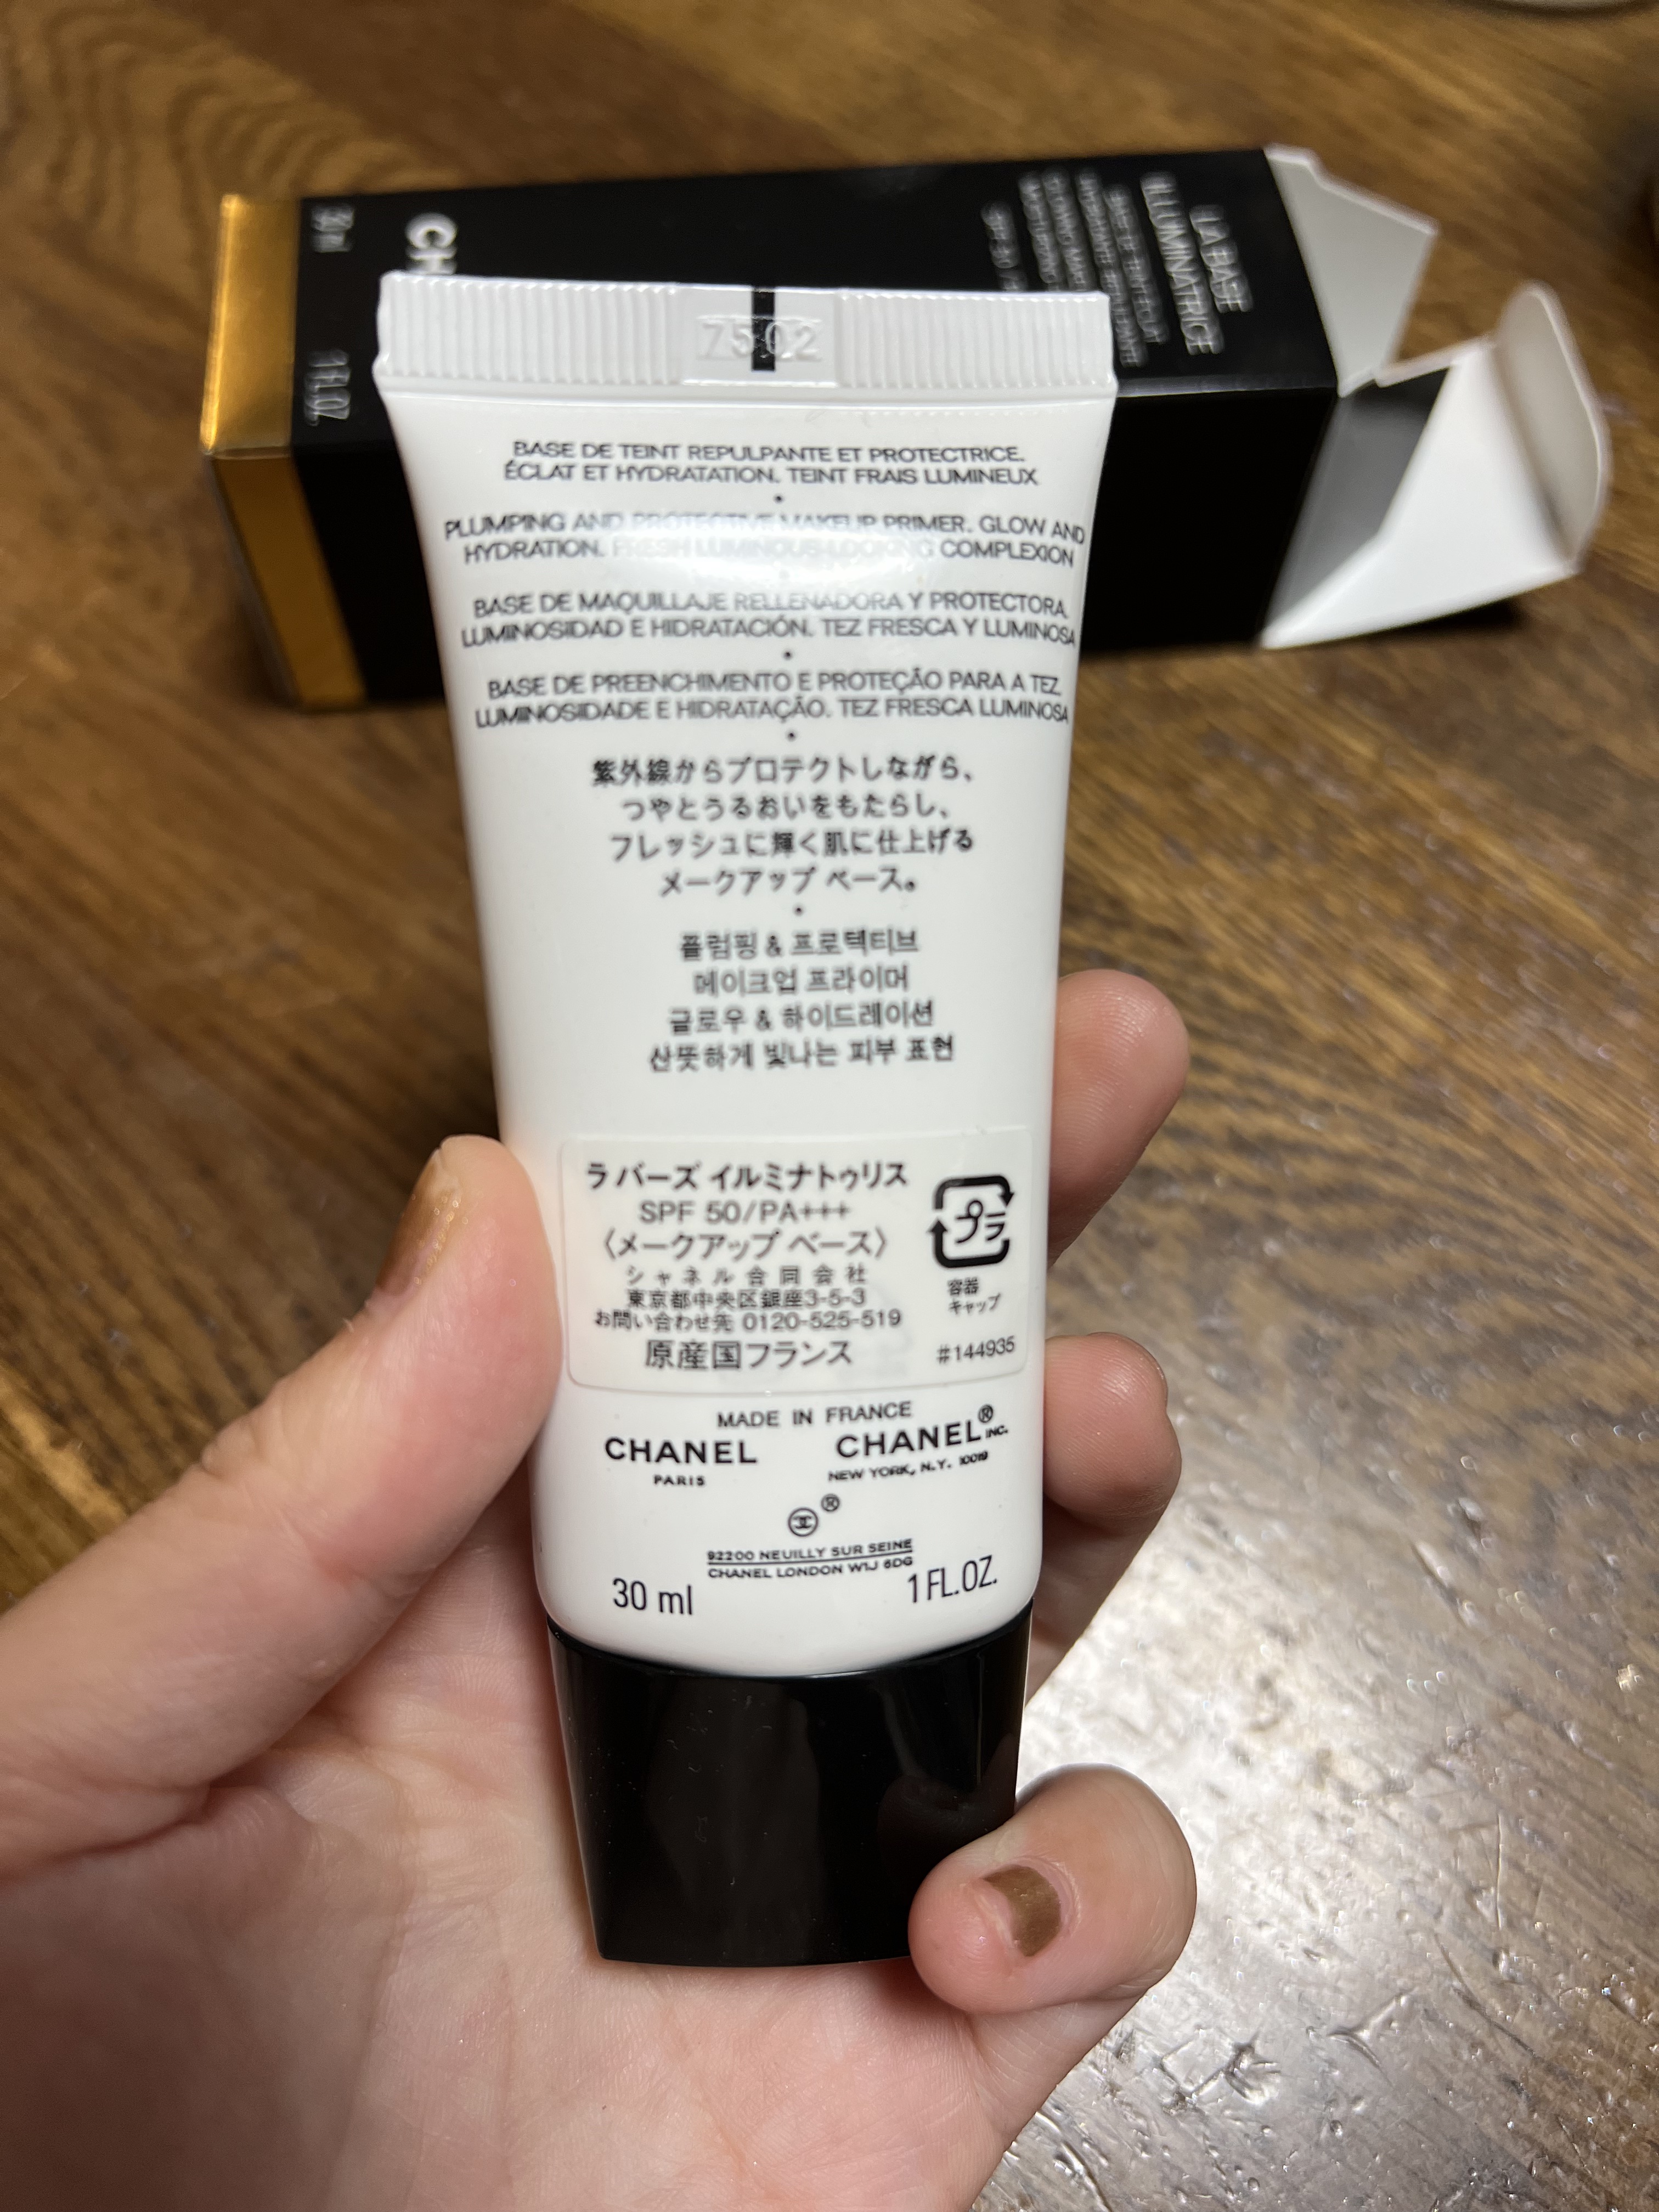 30 ml
1 FL.OZ.
CH
LA BASE
ILLUMINATRICE
7502
BASE DE TEINT REPULPANTE ET PROTECTRICE.
ÉCLAT ET HYDRATATION. TEINT FRAIS LUMINEUX
•
PLUMPING AND PROTECTIVE MAKEUP PRIMER. GLOW AND
HYDRATION. FRESH LUMINOUS-LOOKING COMPLEXION
•
BASE DE MAQUILLAJE RELLENADORA Y PROTECTORA.
LUMINOSIDAD E HIDRATACIÓN. TEZ FRESCA Y LUMINOSA
•
BASE DE PREENCHIMENTO E PROTEÇÃO PARA A TEZ.
LUMINOSIDADE E HIDRATAÇÃO. TEZ FRESCA LUMINOSA
•
紫外線からプロテクトしながら、
つやとうるおいをもたらし、
フレッシュに輝く肌に仕上げる
メークアップ ベース。
•
플럼핑 & 프로텍티브
메이크업 프라이머
글로우 & 하이드레이션
산뜻하게 빛나는 피부 표현
ラ バーズ イルミナトゥリス
SPF 50/PA+++
〈メークアップ ベース〉
シャネル合同会社
東京都中央区銀座3-5-3
お問い合わせ先 0120-525-519
原産国フランス
プラ
容器
キャップ
#144935
MADE IN FRANCE
CHANEL
PARIS
CHANEL® INC.
NEW YORK, N.Y. 10019
®
92200 NEUILLY SUR SEINE
CHANEL LONDON W1J 6DG
30 ml
1 FL.OZ.